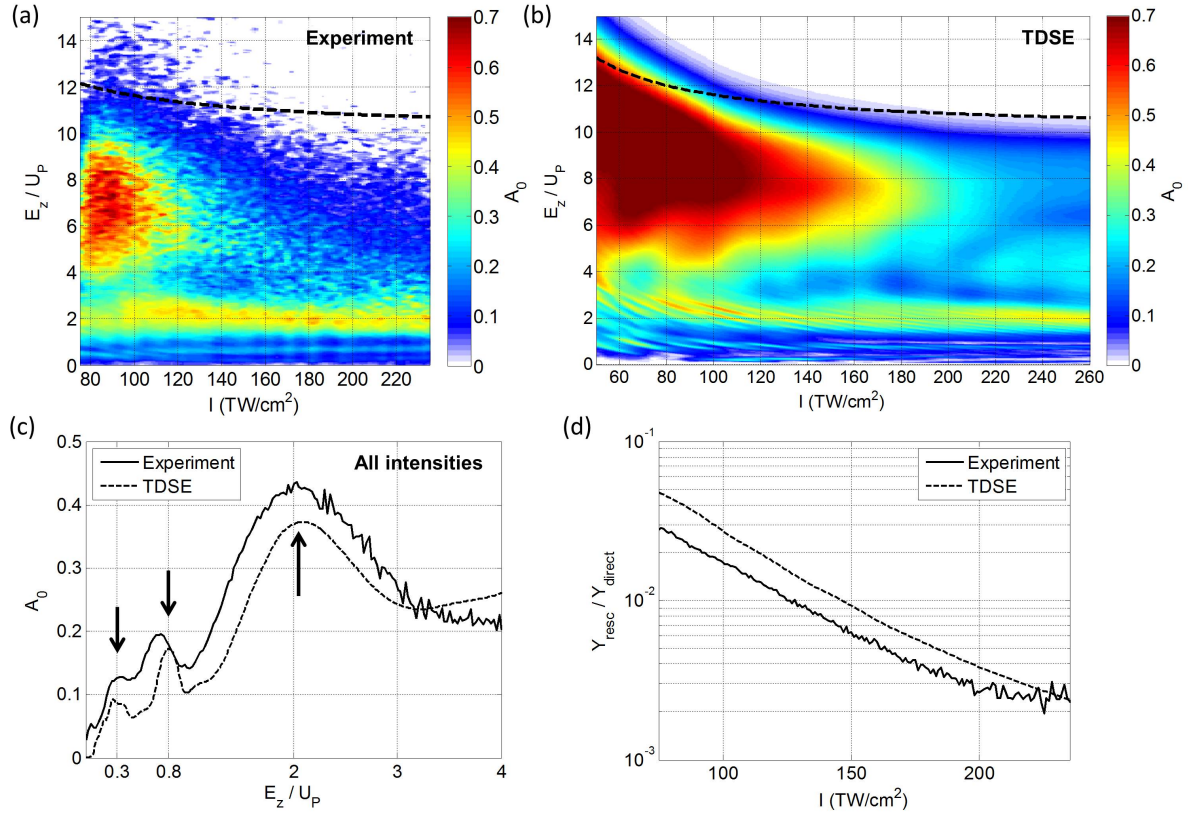 (a)
Experiment
14
12
10
8
6
4
2
0
E_z / U_P
80 100 120 140 160 180 200 220
I (TW/cm²)
0.7
0.6
0.5
0.4
0.3
0.2
0.1
0
A_0
(b)
TDSE
14
12
10
8
6
4
2
0
E_z / U_P
60 80 100 120 140 160 180 200 220 240 260
I (TW/cm²)
0.7
0.6
0.5
0.4
0.3
0.2
0.1
0
A_0
(c)
Experiment
TDSE
All intensities
0.5
0.4
0.3
0.2
0.1
0
A_0
0.3 0.8 2 3 4
E_z / U_P
(d)
Experiment
TDSE
10⁻¹
10⁻²
10⁻³
Y_resc / Y_direct
100 150 200
I (TW/cm²)